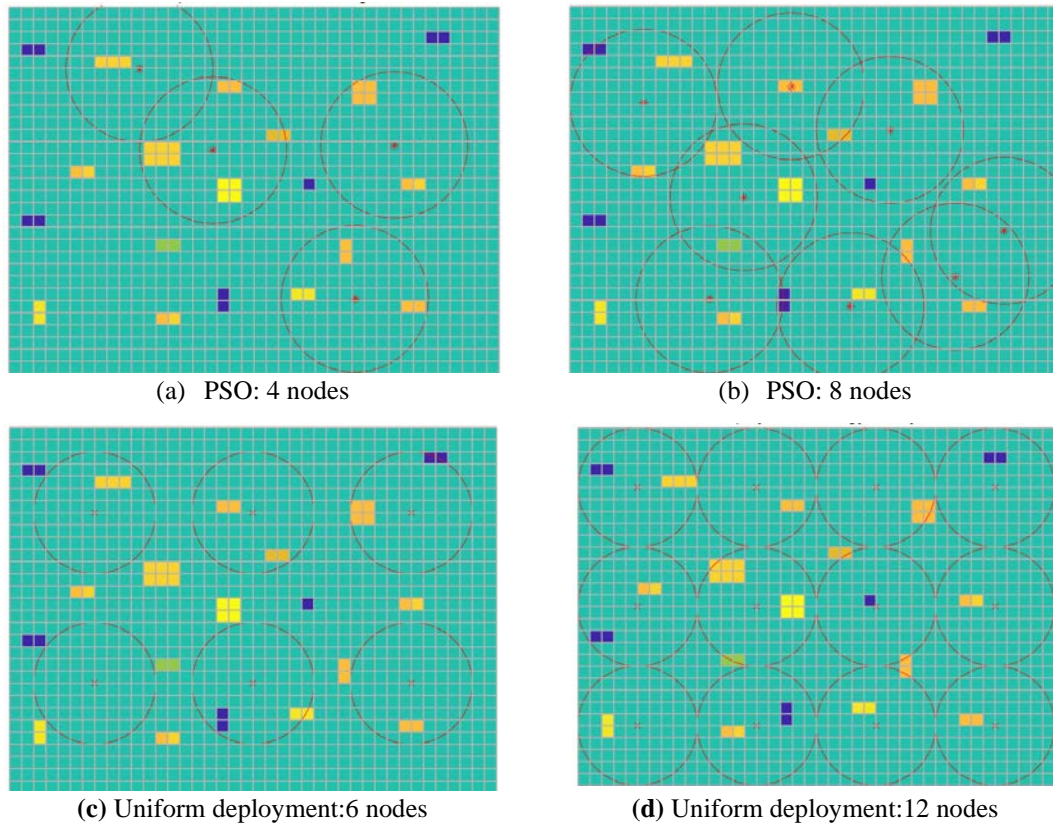 (a) PSO: 4 nodes
(b) PSO: 8 nodes
(c) Uniform deployment:6 nodes
(d) Uniform deployment:12 nodes